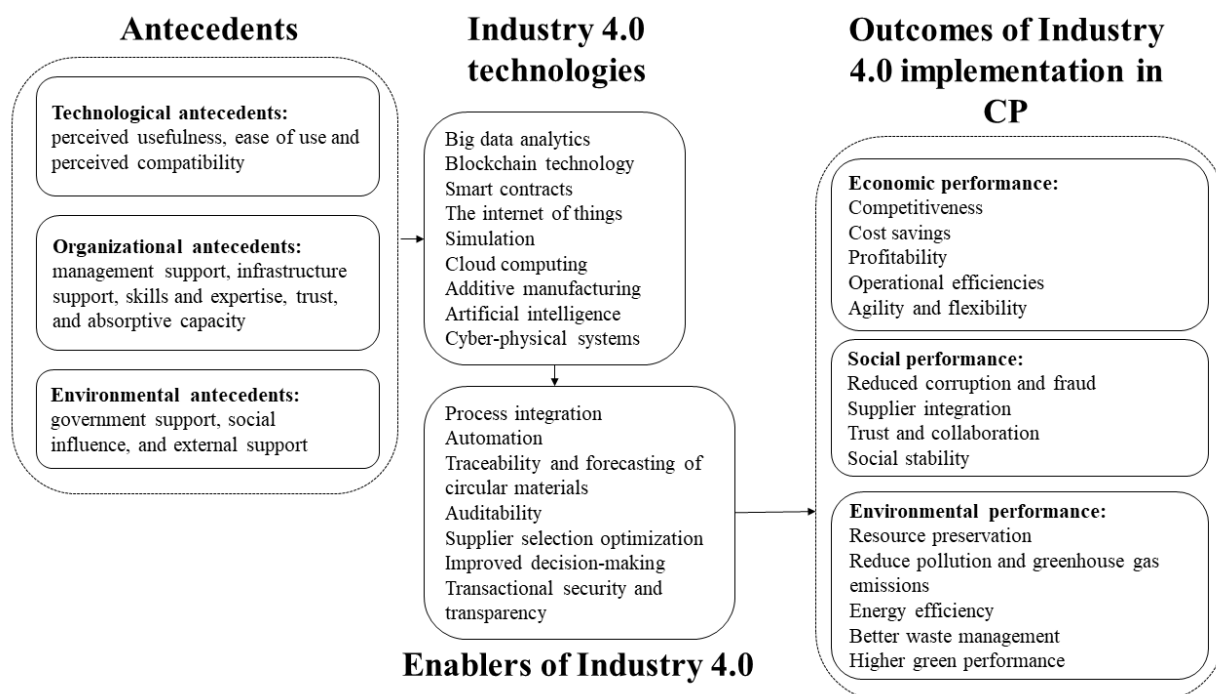 Antecedents
Technological antecedents:
perceived usefulness, ease of use and
perceived compatibility
Organizational antecedents:
management support, infrastructure
support, skills and expertise, trust,
and absorptive capacity
Environmental antecedents:
government support, social
influence, and external support
Industry 4.0
technologies
Big data analytics
Blockchain technology
Smart contracts
The internet of things
Simulation
Cloud computing
Additive manufacturing
Artificial intelligence
Cyber-physical systems
Process integration
Automation
Traceability and forecasting of
circular materials
Auditability
Supplier selection optimization
Improved decision-making
Transactional security and
transparency
Enablers of Industry 4.0
Outcomes of Industry
4.0 implementation in
CP
Economic performance:
Competitiveness
Cost savings
Profitability
Operational efficiencies
Agility and flexibility
Social performance:
Reduced corruption and fraud
Supplier integration
Trust and collaboration
Social stability
Environmental performance:
Resource preservation
Reduce pollution and greenhouse gas
emissions
Energy efficiency
Better waste management
Higher green performance